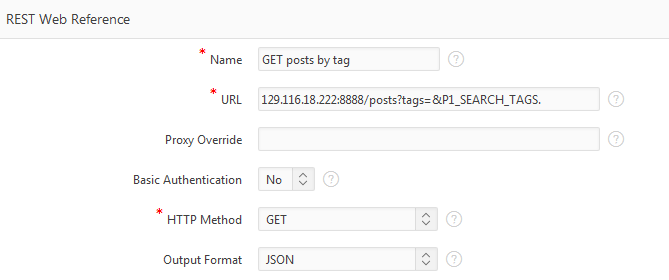 REST Web Reference
* Name GET posts by tag ?
* URL 129.116.18.222:8888/posts?tags=&P1_SEARCH_TAGS. ?
Proxy Override ?
Basic Authentication No ?
* HTTP Method GET ?
Output Format JSON ?